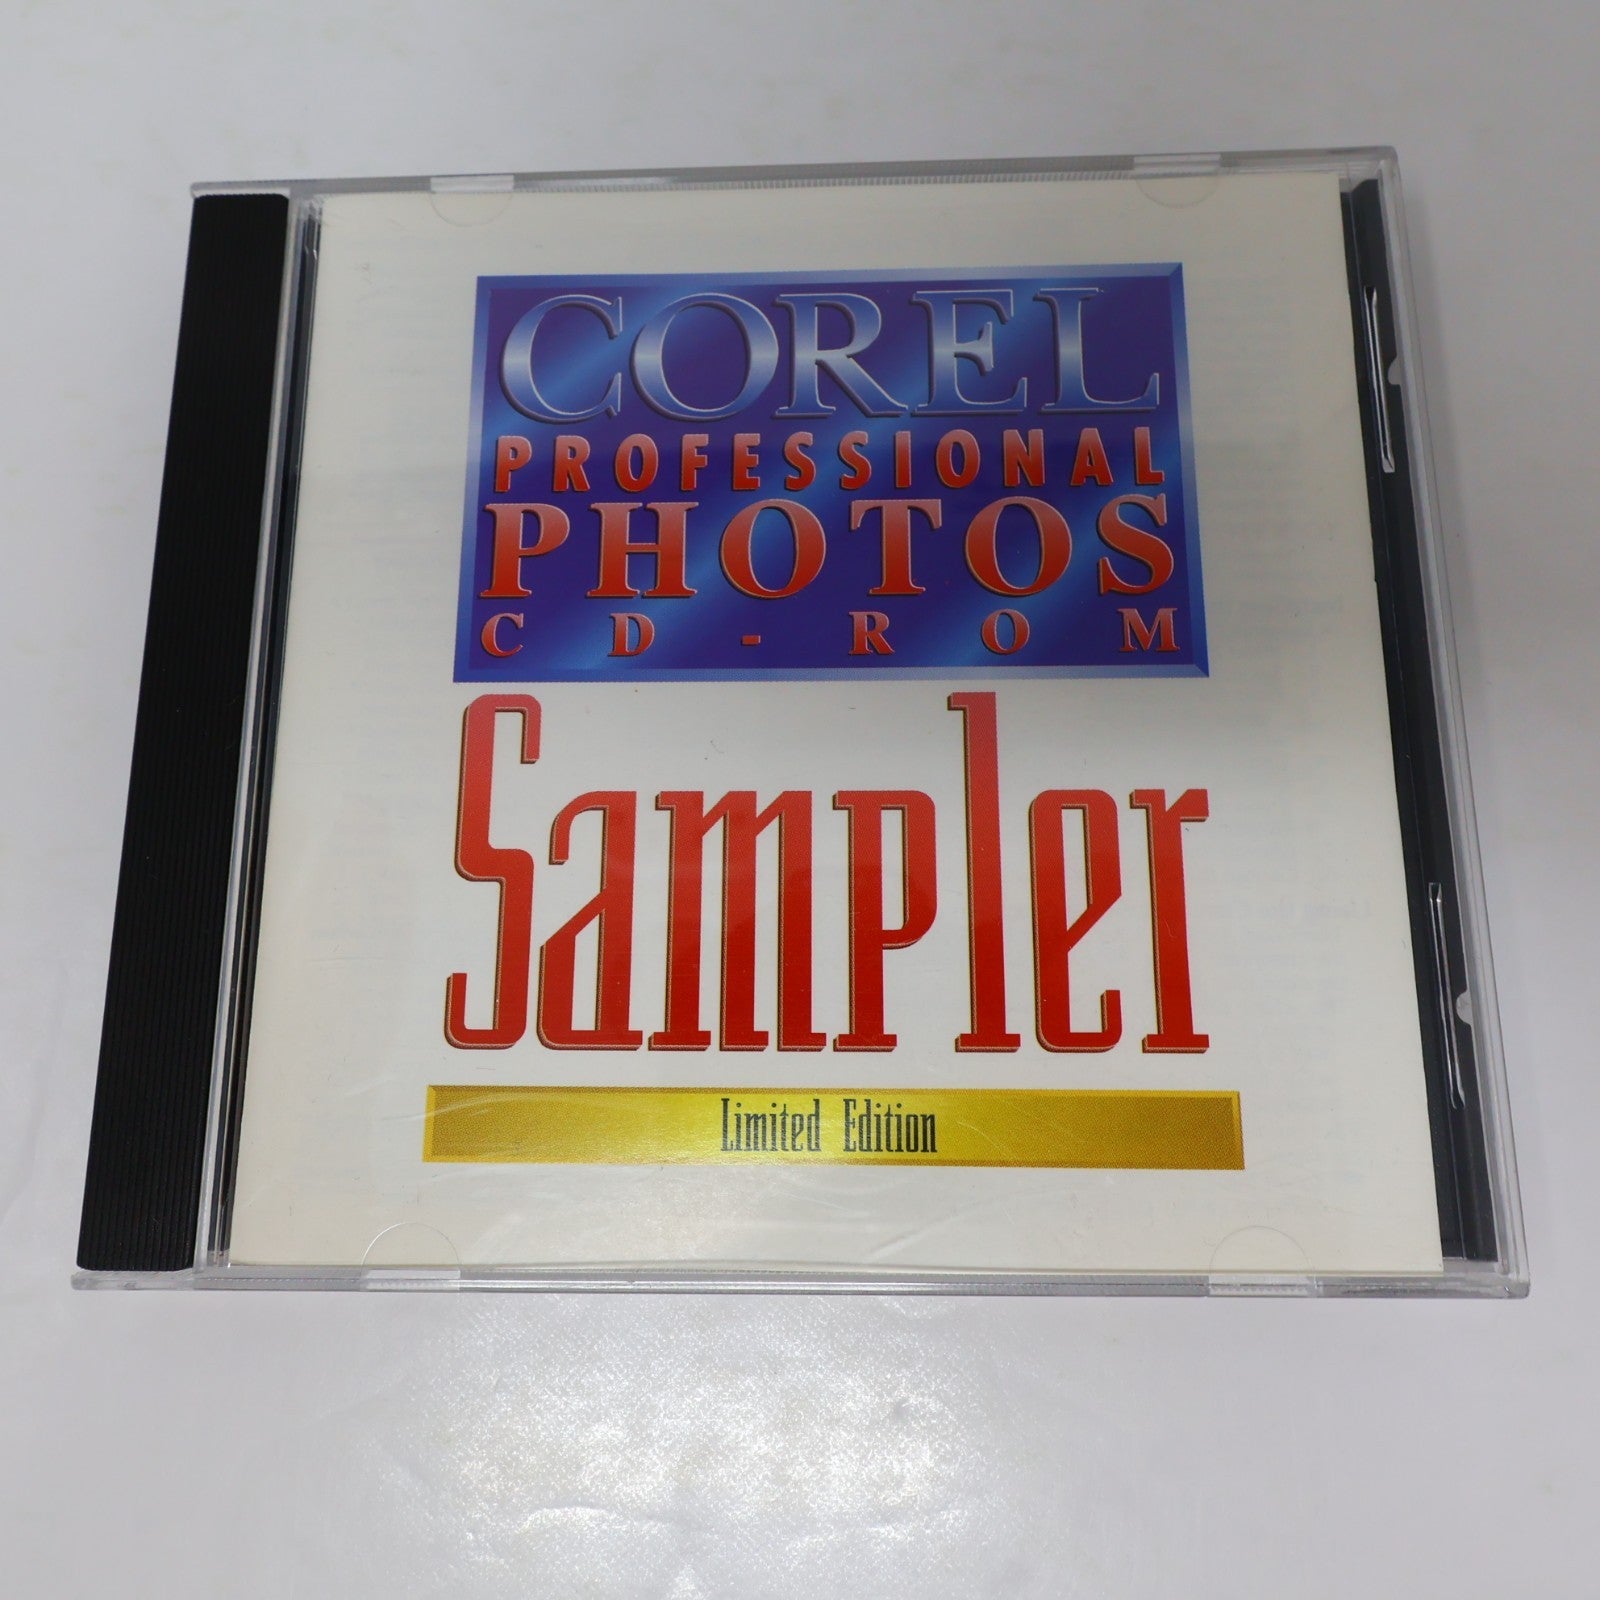 COREL
PROFESSIONAL
PHOTOS
CD-ROM
Sampler
Limited Edition